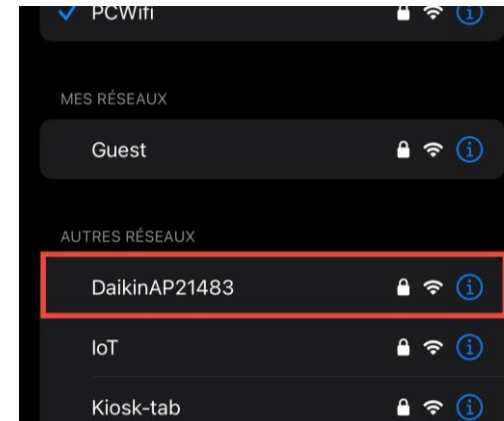 PCWifi
MES RÉSEAUX
Guest
AUTRES RÉSEAUX
DaikinAP21483
IoT
Kiosk-tab